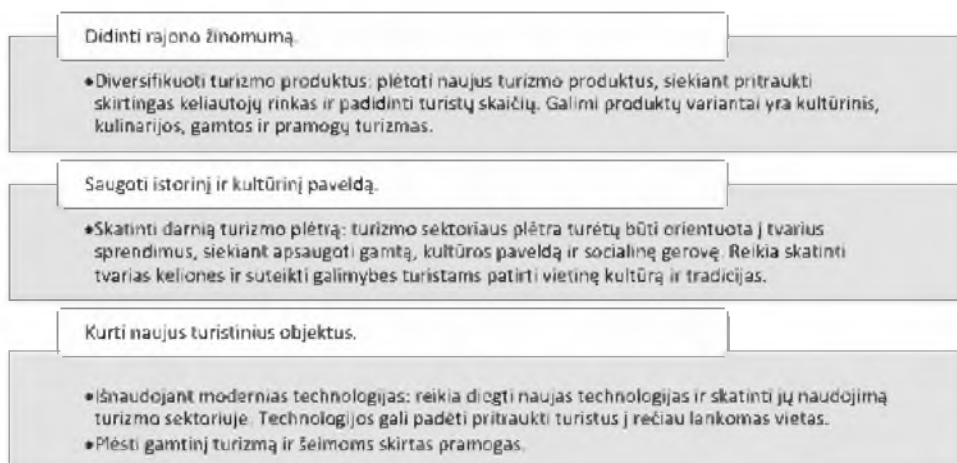 Didinti rajono žinomumą.
•Diversifikuoti turizmo produktus: plėtoti naujus turizmo produktus, siekiant pritraukti
skirtingas keliautojų rinkas ir padidinti turistų skaičių. Galimi produktų variantai yra kultūrinis,
kulinarijos, gamtos ir pramogų turizmas.
Saugoti istorinį ir kultūrinį paveldą.
•Skatinti darnią turizmo plėtrą: turizmo sektoriaus plėtra turėtų būti orientuota į tvarius
sprendimus, siekiant apsaugoti gamtą, kultūros paveldą ir socialinę gerovę. Reikia skatinti
tvarias keliones ir suteikti galimybes turistams patirti vietinę kultūrą ir tradicijas.
Kurti naujus turistinius objektus.
•Išnaudojant modernias technologijas: reikia diegti naujas technologijas ir skatinti jų naudojimą
turizmo sektoriuje. Technologijos gali padėti pritraukti turistus į rečiau lankomas vietas.
•Plėsti gamtinį turizmą ir šeimoms skirtas pramogas.